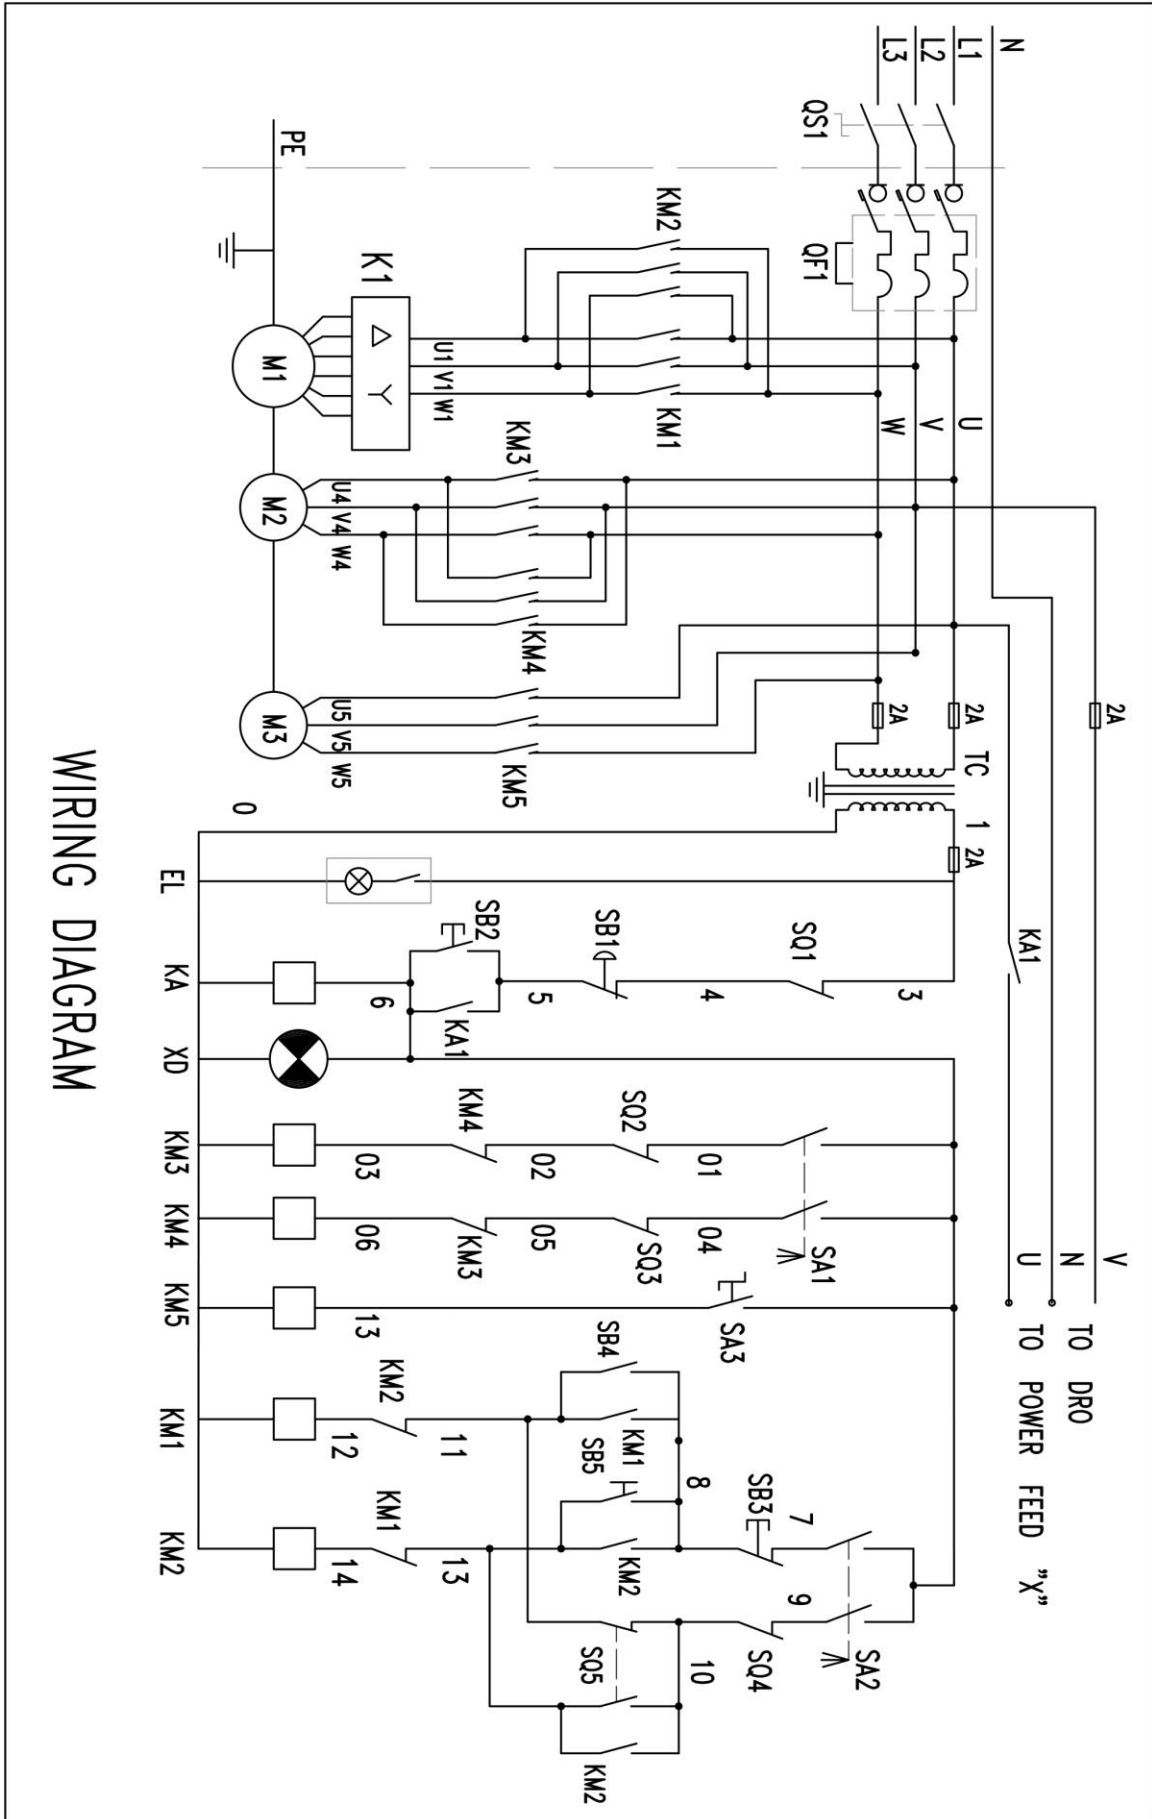 N
L1
L2
L3
QS1
QF1
PE
KM2
K1
U1 V1 W1
KM1
U
V
W
M1
KM3
U4 V4 W4
M2
KM4
U5 V5 W5
M3
KM5
2A
2A
2A
TC
1
2A
0
KA1
V
N
U
TO DRO
TO POWER FEED "X"
EL
KA
XD
KM3
KM4
KM5
KM1
KM2
SB2
SB1
SQ1
6
5
4
3
KA1
KM4
SQ2
03
02
01
SA1
06
KM3
05
SQ3
04
13
SA3
SB4
KM2
12
11
KM1
SB5
8
SB3
7
KM1
14
13
KM2
9
SA2
SQ5
10
SQ4
KM2
WIRING DIAGRAM